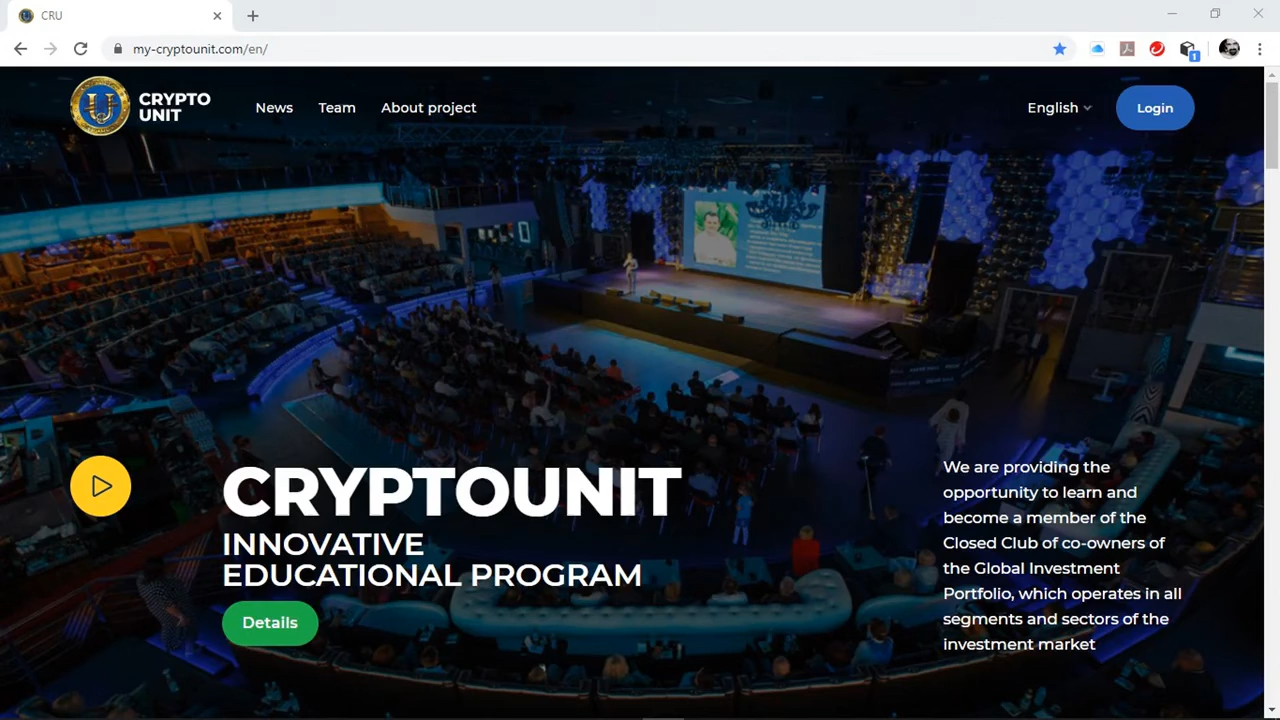 CRU
my-cryptounit.com/en/
1
CRYPTO
UNIT
News
Team
About project
English
Login
CRYPTOUNIT
INNOVATIVE
EDUCATIONAL PROGRAM
Details
We are providing the
opportunity to learn and
become a member of the
Closed Club of co-owners of
the Global Investment
Portfolio, which operates in all
segments and sectors of the
investment market